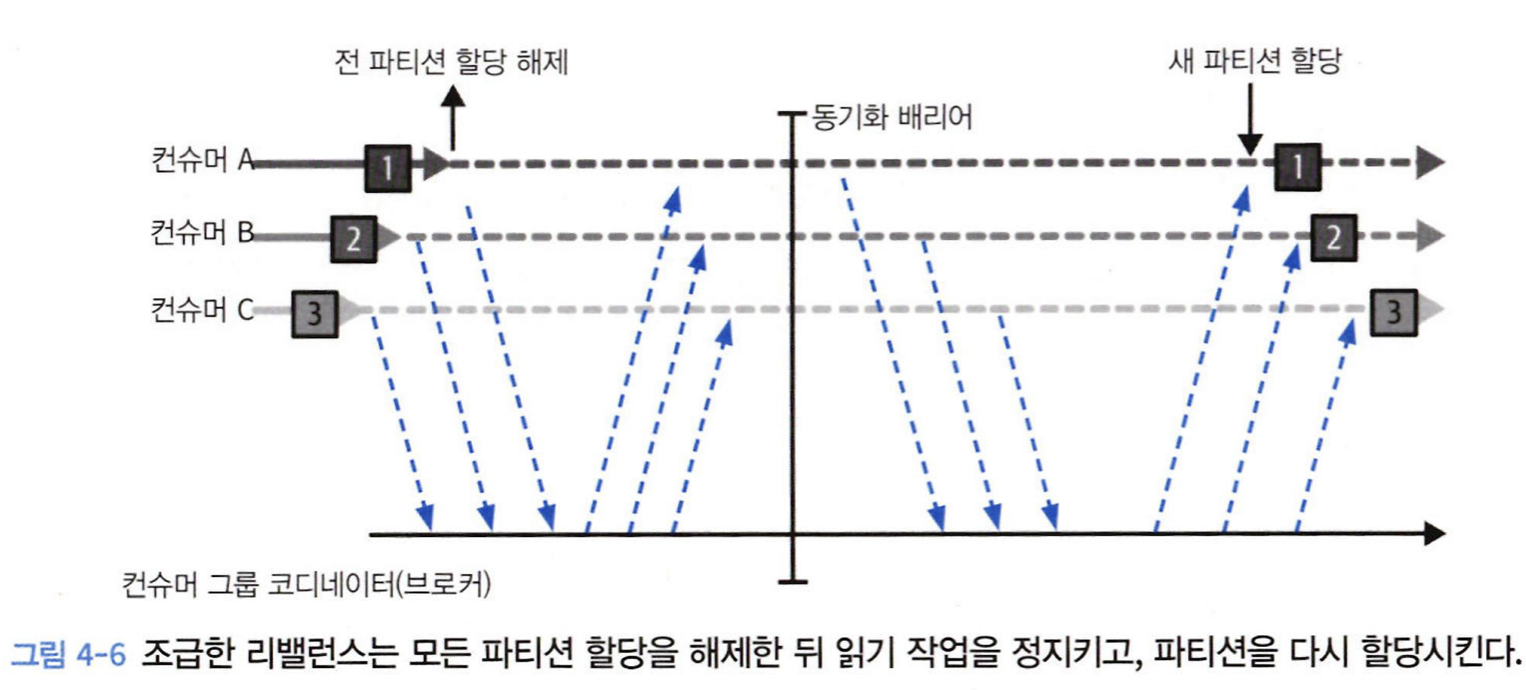 전 파티션 할당 해제
새 파티션 할당
동기화 배리어
컨슈머 A
1
1
컨슈머 B
2
2
컨슈머 C
3
3
컨슈머 그룹 코디네이터(브로커)
그림 4-6 조급한 리밸런스는 모든 파티션 할당을 해제한 뒤 읽기 작업을 정지키고, 파티션을 다시 할당시킨다.